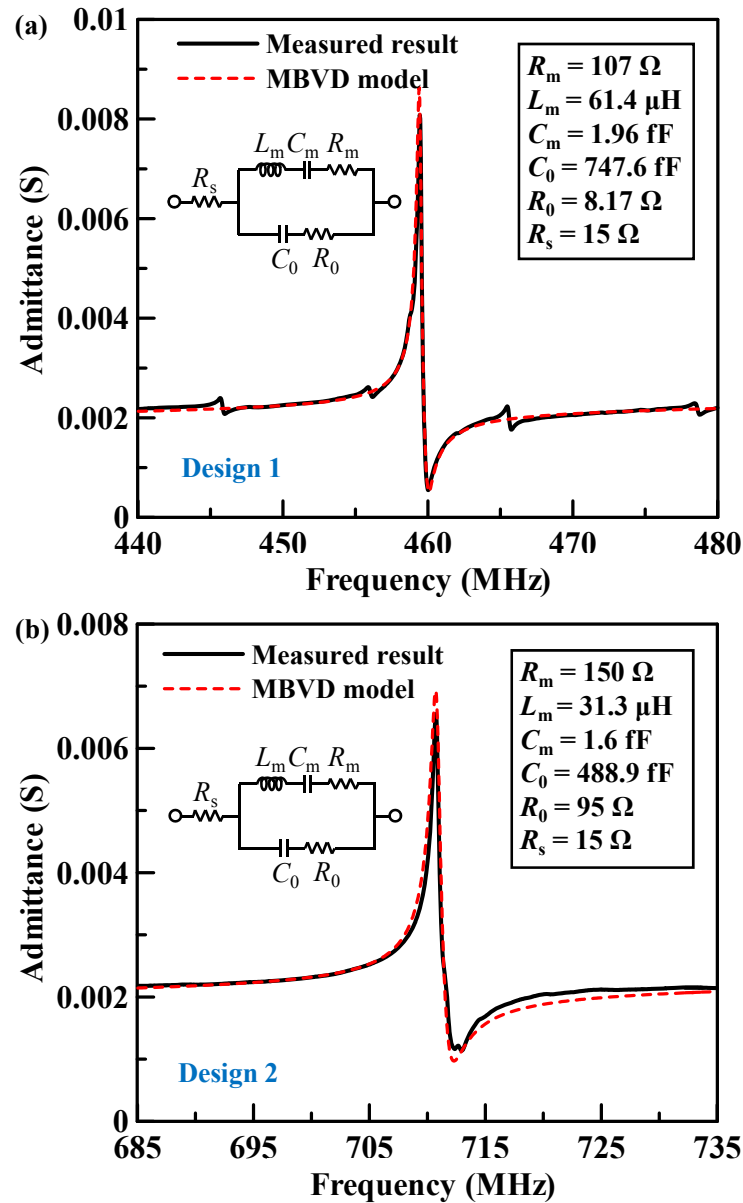 (a)
0.01
0.008
0.006
0.004
0.002
0
Admittance (S)
Measured result
MBVD model
Lm Cm Rm
Rs
C0 R0
Rm = 107 Ω
Lm = 61.4 μH
Cm = 1.96 fF
C0 = 747.6 fF
R0 = 8.17 Ω
Rs = 15 Ω
Design 1
440 450 460 470 480
Frequency (MHz)
(b)
0.008
0.006
0.004
0.002
0
Admittance (S)
Measured result
MBVD model
Lm Cm Rm
Rs
C0 R0
Rm = 150 Ω
Lm = 31.3 μH
Cm = 1.6 fF
C0 = 488.9 fF
R0 = 95 Ω
Rs = 15 Ω
Design 2
685 695 705 715 725 735
Frequency (MHz)